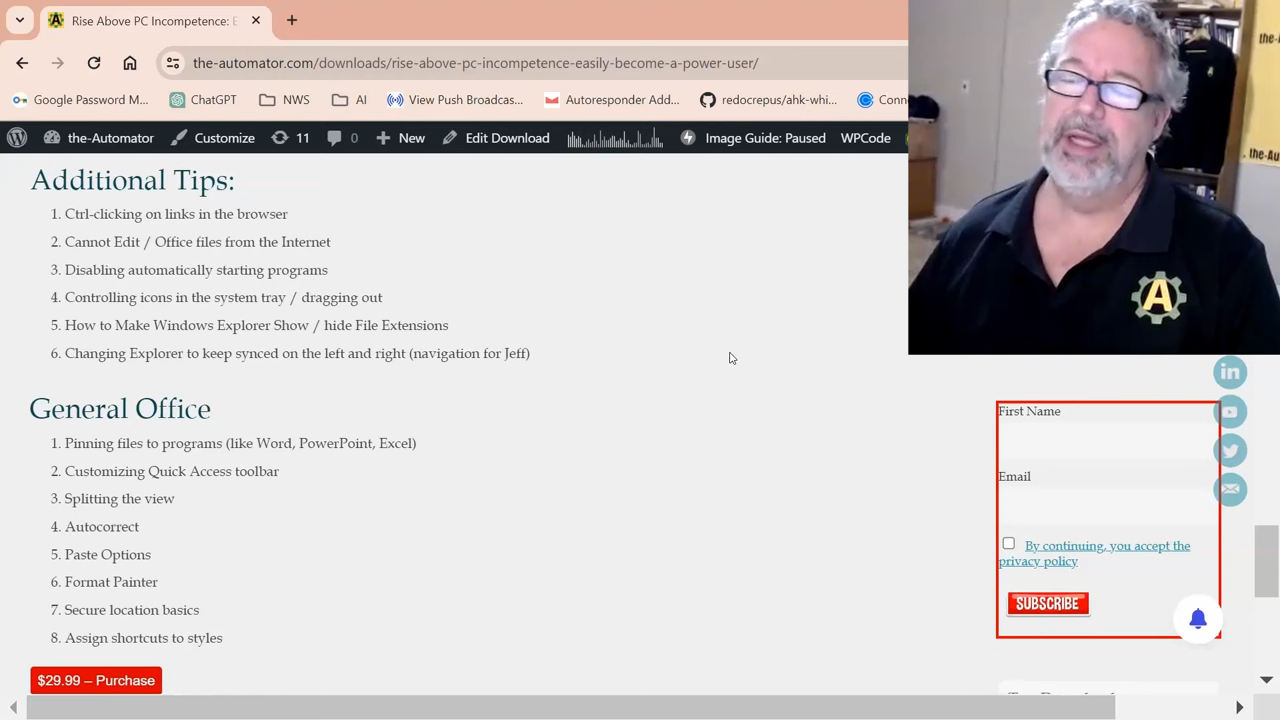 Rise Above PC Incompetence: E
the-automator.com/downloads/rise-above-pc-incompetence-easily-become-a-power-user/
Google Password M...
ChatGPT
NWS
AI
View Push Broadcas...
Autoresponder Add...
redocrepus/ahk-whi...
Conn
the-Automator
Customize
11
0
New
Edit Download
Image Guide: Paused
WPCode
Additional Tips:
1. Ctrl-clicking on links in the browser
2. Cannot Edit / Office files from the Internet
3. Disabling automatically starting programs
4. Controlling icons in the system tray / dragging out
5. How to Make Windows Explorer Show / hide File Extensions
6. Changing Explorer to keep synced on the left and right (navigation for Jeff)
General Office
1. Pinning files to programs (like Word, PowerPoint, Excel)
2. Customizing Quick Access toolbar
3. Splitting the view
4. Autocorrect
5. Paste Options
6. Format Painter
7. Secure location basics
8. Assign shortcuts to styles
$29.99 – Purchase
First Name
Email
By continuing, you accept the
privacy policy
SUBSCRIBE
A
the-A
the-Au
in